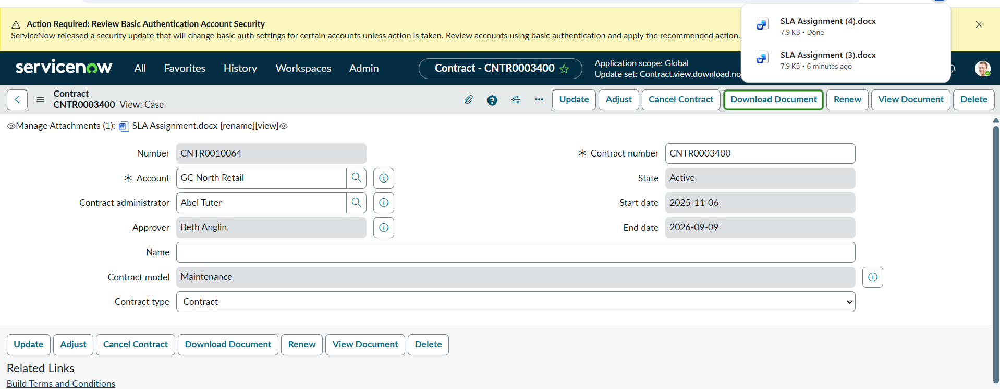 Action Required: Review Basic Authentication Account Security
ServiceNow released a security update that will change basic auth settings for certain accounts unless action is taken. Review accounts using basic authentication and apply the recommended action.
SLA Assignment (4).docx
7.9 KB • Done
SLA Assignment (3).docx
7.9 KB • 6 minutes ago
servicenow
All Favorites History Workspaces Admin
Contract - CNTR0003400
Application scope: Global
Update set: Contract.view.download.no
Contract
CNTR0003400 View: Case
Update Adjust Cancel Contract Download Document Renew View Document Delete
Manage Attachments (1): SLA Assignment.docx [rename][view]
Number CNTR0010064
Contract number CNTR0003400
Account GC North Retail
State Active
Contract administrator Abel Tuter
Start date 2025-11-06
Approver Beth Anglin
End date 2026-09-09
Name
Contract model Maintenance
Contract type Contract
Update Adjust Cancel Contract Download Document Renew View Document Delete
Related Links
Build Terms and Conditions